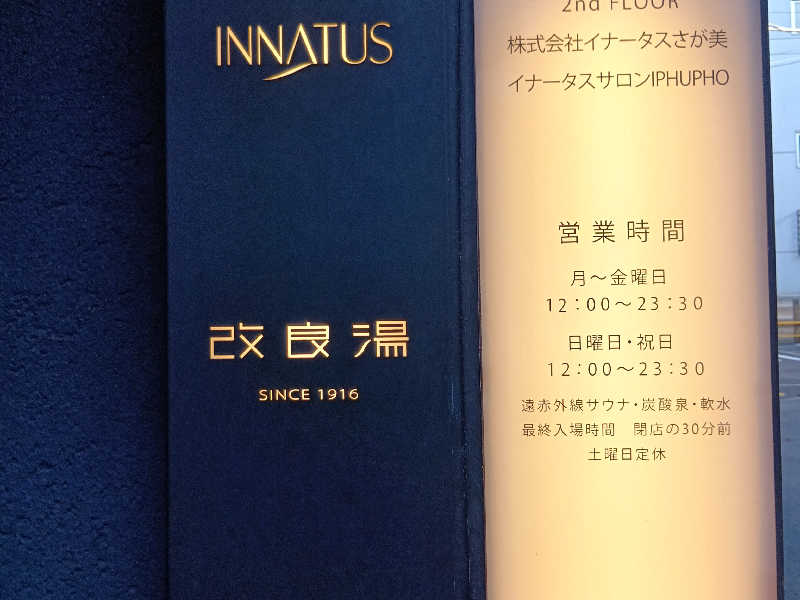 INNATUS
改良湯
SINCE 1916
2nd FLOOR
株式会社イナータスさが美
イナータスサロンIPHUPHO
営業時間
月～金曜日
12:00～23:30
日曜日・祝日
12:00～23:30
遠赤外線サウナ・炭酸泉・軟水
最終入場時間 閉店の30分前
土曜日定休